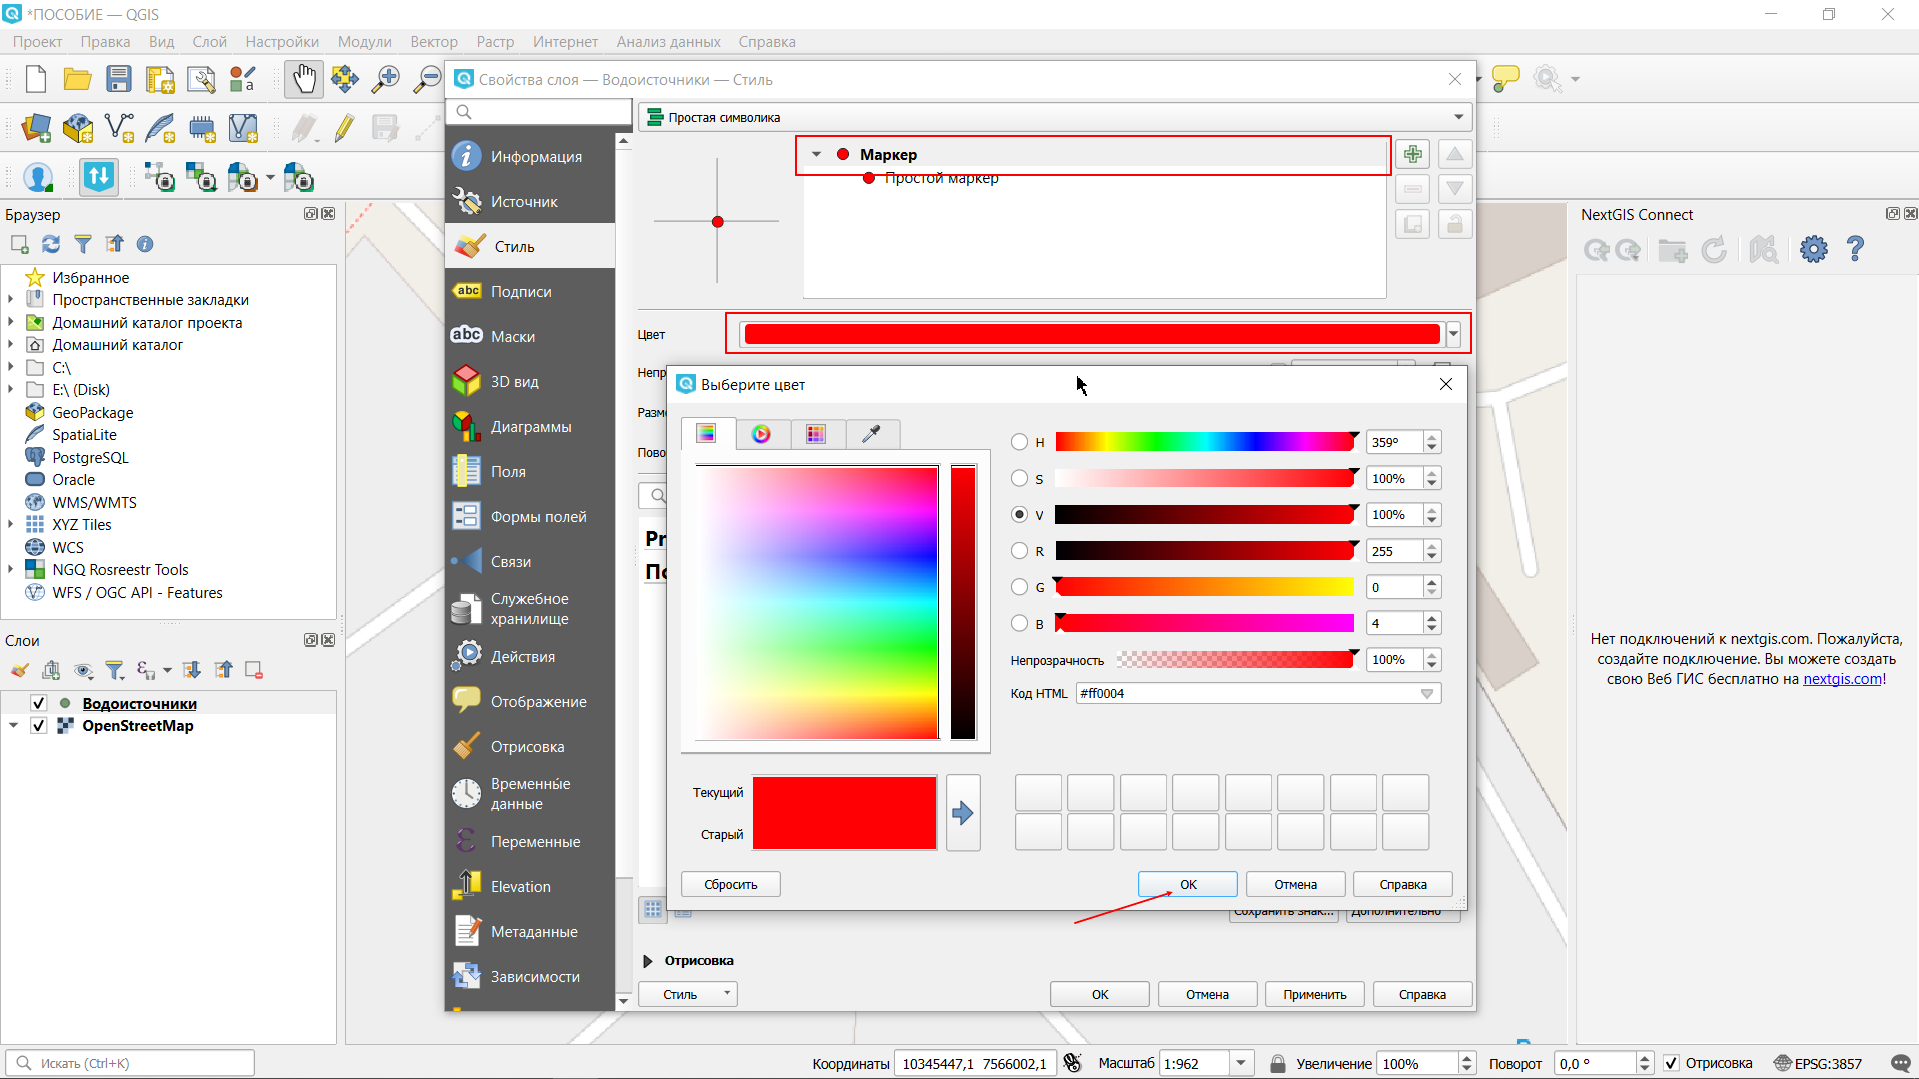 *ПОСОБИЕ — QGIS
Проект Правка Вид Слой Настройки Модули Вектор Растр Интернет Анализ данных Справка
Свойства слоя — Водоисточники — Стиль
Простая символика
Информация
Источник
Стиль
Подписи
Маски
3D вид
Диаграммы
Поля
Формы полей
Связи
Служебное
хранилище
Действия
Отображение
Отрисовка
Временные
данные
Переменные
Elevation
Метаданные
Зависимости
Маркер
Простой маркер
Цвет
Выберите цвет
H 359°
S 100%
V 100%
R 255
G 0
B 4
Непрозрачность 100%
Код HTML #ff0004
Текущий
Старый
Сбросить OK Отмена Справка
Сохранить знак... Дополнительно
Отрисовка
Стиль OK Отмена Применить Справка
Браузер
Избранное
Пространственные закладки
Домашний каталог проекта
Домашний каталог
C:\
E:\ (Disk)
GeoPackage
SpatiaLite
PostgreSQL
Oracle
WMS/WMTS
XYZ Tiles
WCS
NGQ Rosreestr Tools
WFS / OGC API - Features
Слои
Водоисточники
OpenStreetMap
NextGIS Connect
Нет подключений к nextgis.com. Пожалуйста,
создайте подключение. Вы можете создать
свою Веб ГИС бесплатно на nextgis.com!
Искать (Ctrl+K) Координаты 10345447,1 7566002,1 Масштаб 1:962 Увеличение 100% Поворот 0,0 ° Отрисовка EPSG:3857